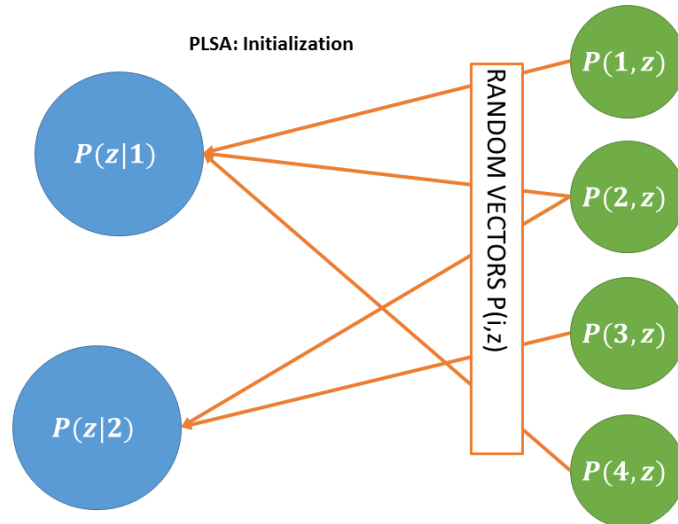 PLSA: Initialization
P(z|1)
P(z|2)
RANDOM VECTORS P(i,z)
P(1, z)
P(2, z)
P(3, z)
P(4, z)